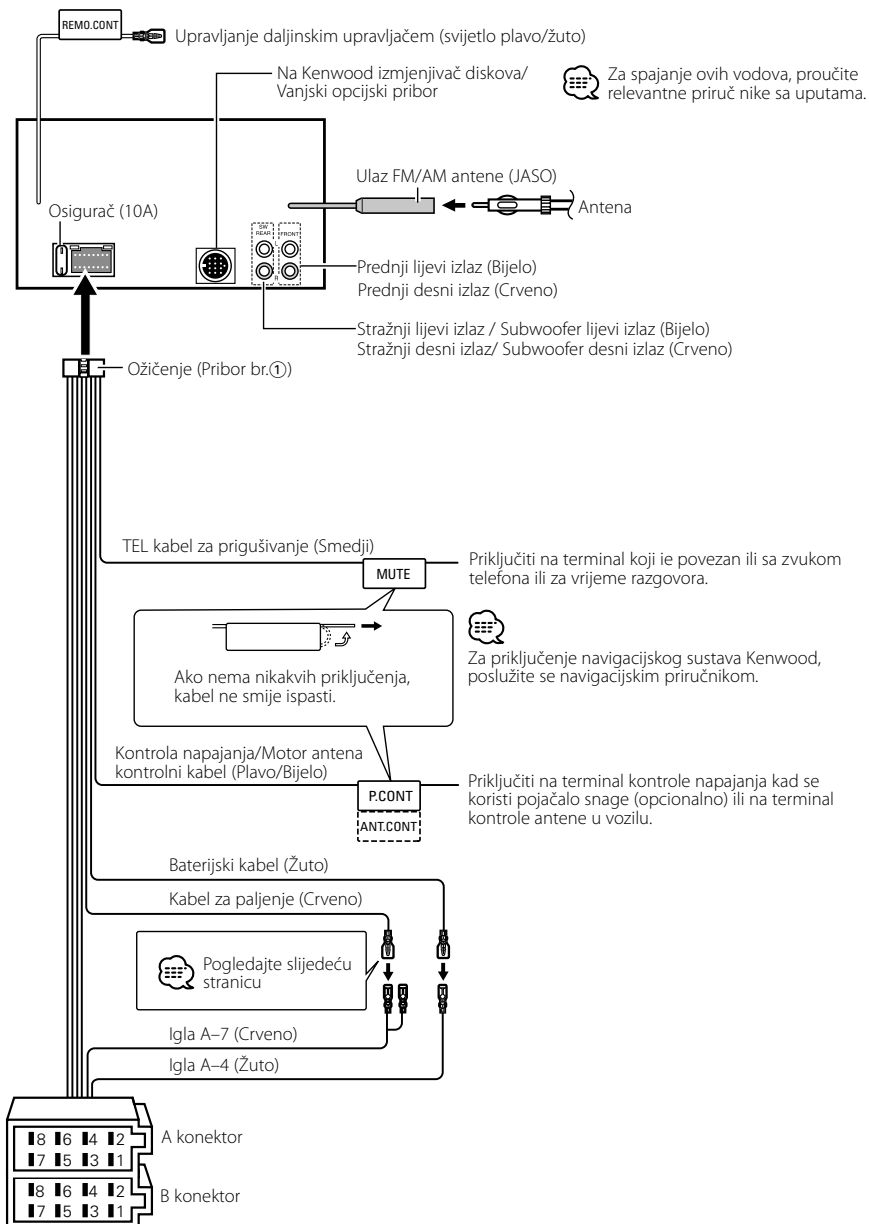 REMO.CONT
Upravljanje daljinskim upravljačem (svijetlo plavo/žuto)
Na Kenwood izmjenjivač diskova/
Vanjski opcijski pribor
Za spajanje ovih vodova, proučite
relevantne priruč nike sa uputama.
Ulaz FM/AM antene (JASO)
Antena
Osigurač (10A)
SW
REAR
FRONT
L
R
Prednji lijevi izlaz (Bijelo)
Prednji desni izlaz (Crveno)
Stražnji lijevi izlaz / Subwoofer lijevi izlaz (Bijelo)
Stražnji desni izlaz/ Subwoofer desni izlaz (Crveno)
Ožičenje (Pribor br.①)
TEL kabel za prigušivanje (Smedji)
MUTE
Priključiti na terminal koji ie povezan ili sa zvukom
telefona ili za vrijeme razgovora.
Ako nema nikakvih priključenja,
kabel ne smije ispasti.
Za priključenje navigacijskog sustava Kenwood,
poslužite se navigacijskim priručnikom.
Kontrola napajanja/Motor antena
kontrolni kabel (Plavo/Bijelo)
P.CONT
ANT.CONT
Priključiti na terminal kontrole napajanja kad se
koristi pojačalo snage (opcionalno) ili na terminal
kontrole antene u vozilu.
Baterijski kabel (Žuto)
Kabel za paljenje (Crveno)
Pogledajte slijedeću
stranicu
Igla A–7 (Crveno)
Igla A–4 (Žuto)
8 6 4 2
7 5 3 1
A konektor
8 6 4 2
7 5 3 1
B konektor